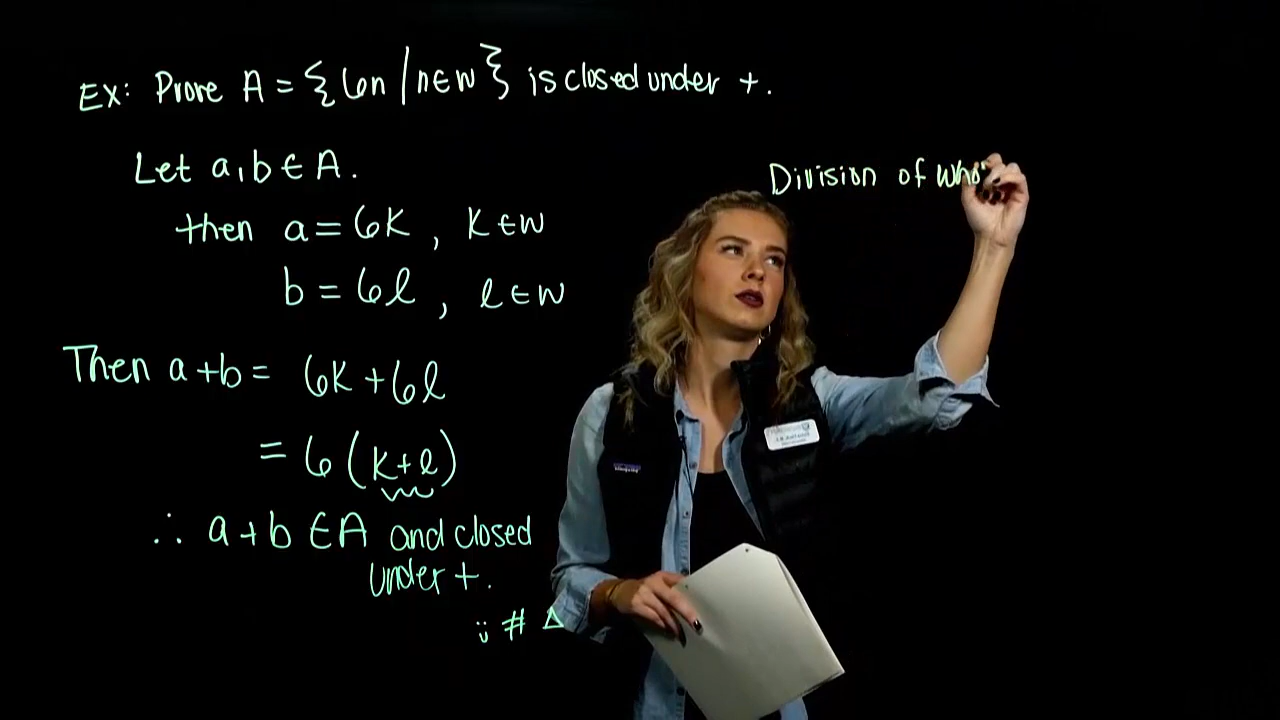 Ex: Prove A = {6n | n ∈ W} is closed under +.
Let a, b ∈ A.
then a = 6k , k ∈ W
b = 6l , l ∈ W
Then a + b = 6k + 6l
= 6 (k + l)
∴ a + b ∈ A and closed
under +.
# Δ
Division of Who